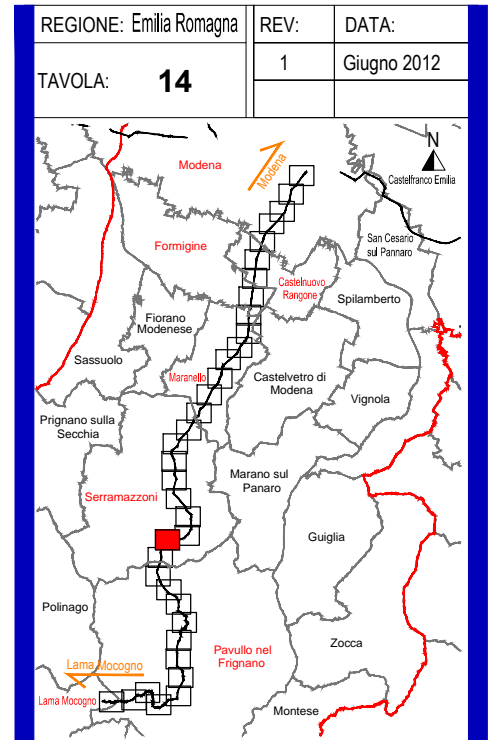 REGIONE: Emilia Romagna
REV:
DATA:
TAVOLA: 14
1
Giugno 2012
N
Modena
Modena
Castelfranco Emilia
Formigine
San Cesario
sul Pannaro
Castelnuovo
Rangone
Spilamberto
Fiorano
Modenese
Sassuolo
Maranello
Castelvetro di
Modena
Vignola
Prignano sulla
Secchia
Marano sul
Panaro
Serramazzoni
Guiglia
Polinago
Pavullo nel
Frignano
Zocca
Lama Mocogno
Lama Mocogno
Montese